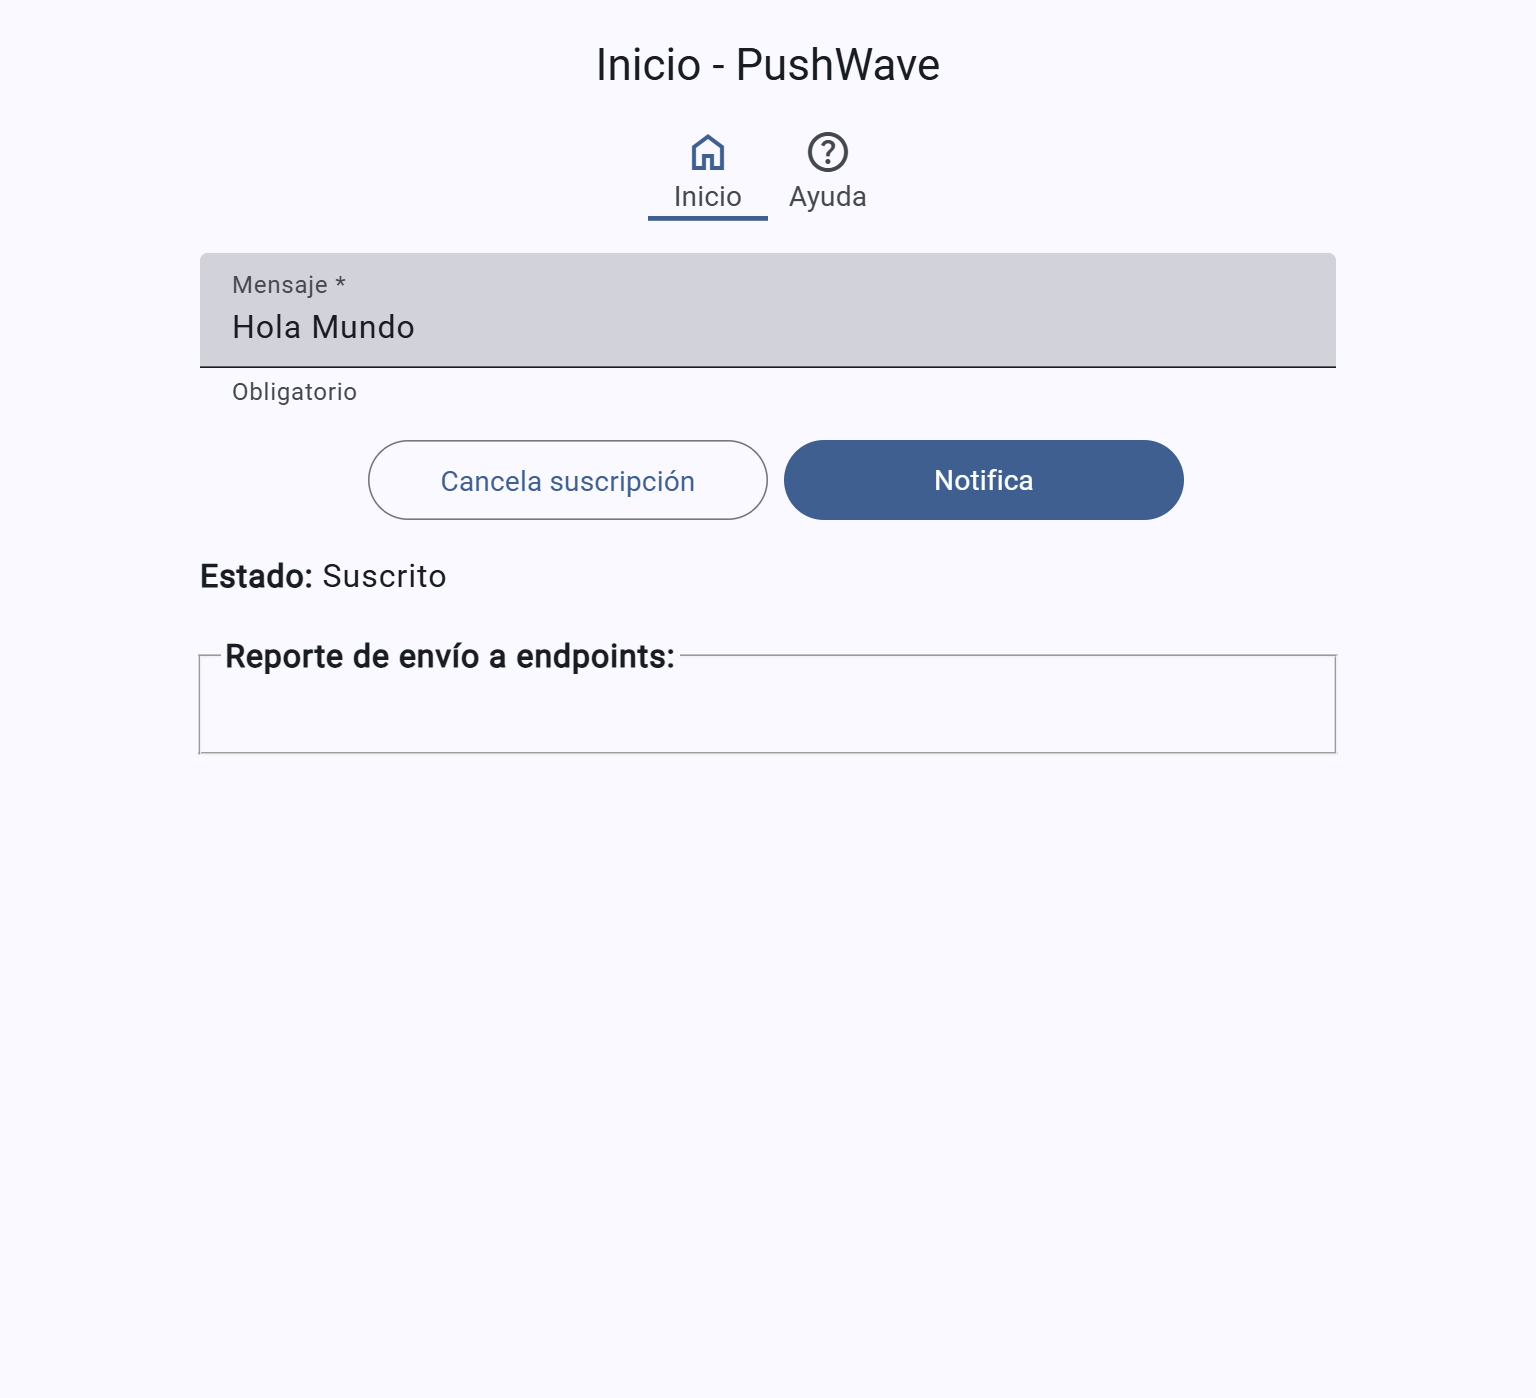 Inicio - PushWave
Inicio
Ayuda
Mensaje *
Hola Mundo
Obligatorio
Cancela suscripción
Notifica
Estado: Suscrito
Reporte de envío a endpoints: